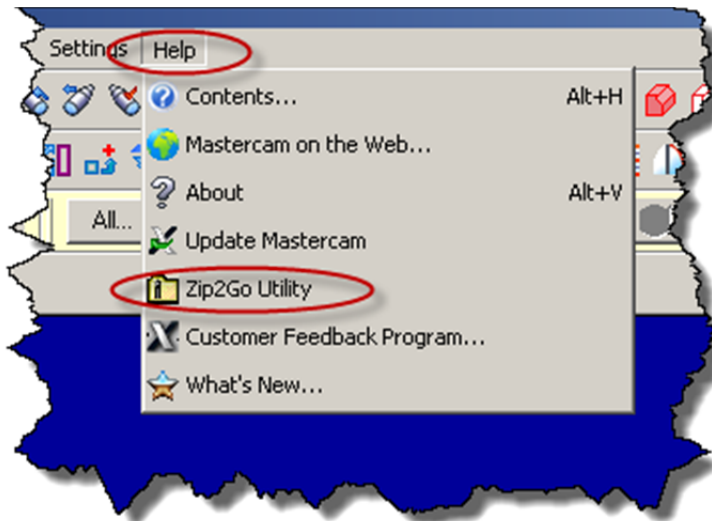 Settings Help
Contents... Alt+H
Mastercam on the Web...
About Alt+V
All...
Update Mastercam
Zip2Go Utility
Customer Feedback Program...
What's New...